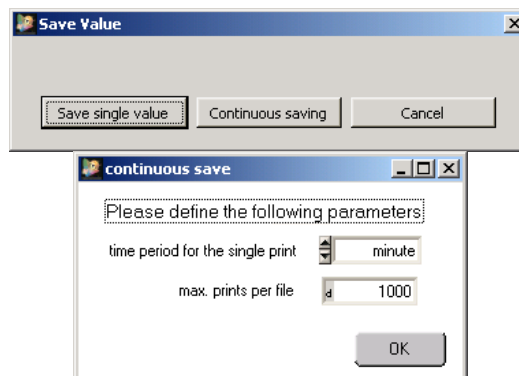 Save Value
Save single value
Continuous saving
Cancel
continuous save
Please define the following parameters
time period for the single print
minute
max. prints per file
d
1000
OK